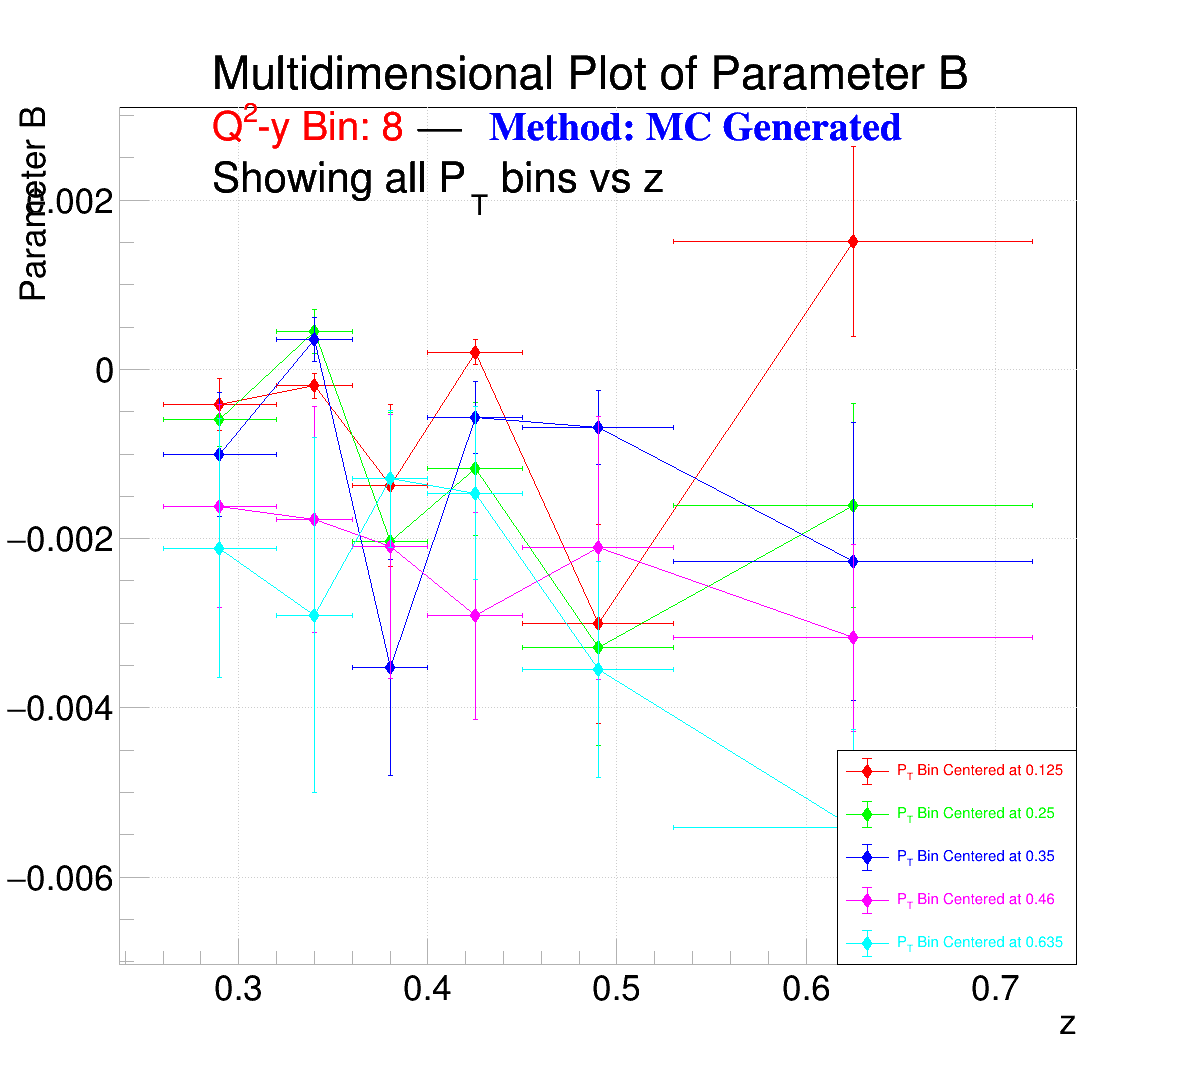 Multidimensional Plot of Parameter B
Q²-y Bin: 8 — Method: MC Generated
Showing all P_T bins vs z
Parameter B
0.002
0
−0.002
−0.004
−0.006
P_T Bin Centered at 0.125
P_T Bin Centered at 0.25
P_T Bin Centered at 0.35
P_T Bin Centered at 0.46
P_T Bin Centered at 0.635
0.3 0.4 0.5 0.6 0.7
z